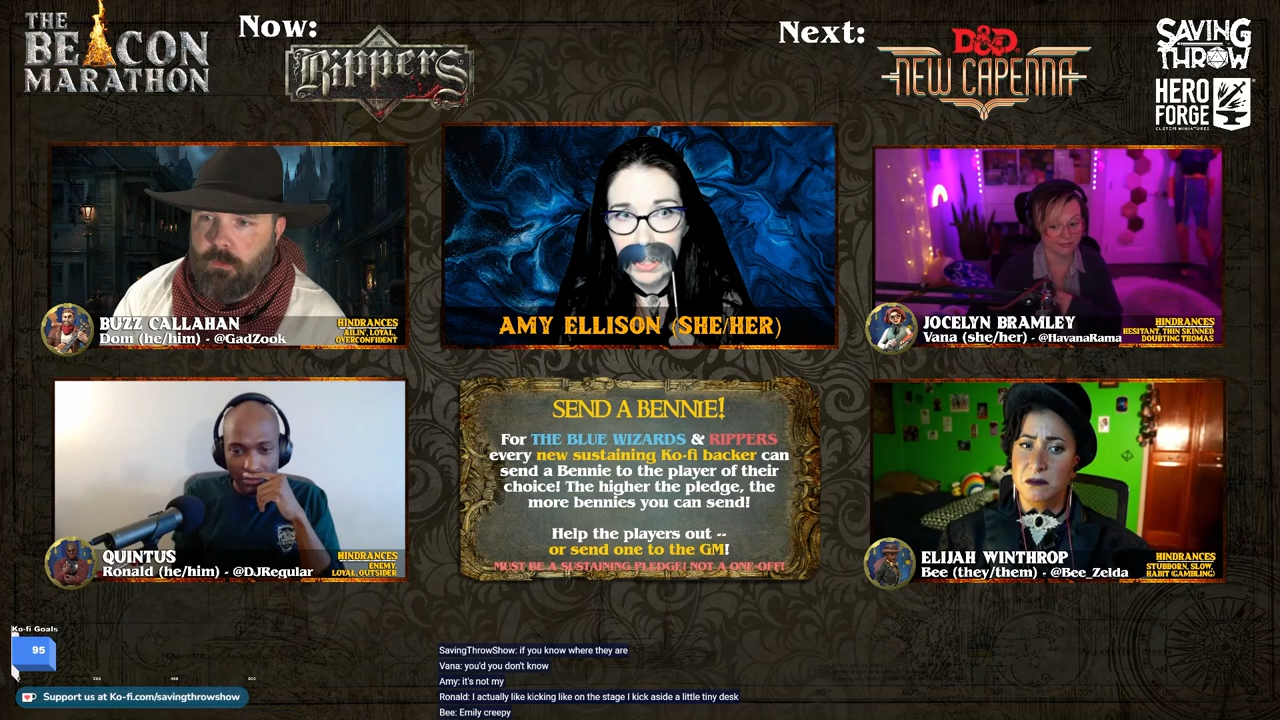 THE
BEACON
MARATHON
Now:
Rippers
Next:
D&D
NEW CAPENNA
SAVING
THROW
HERO
FORGE
CUSTOM MINIATURES
BUZZ CALLAHAN
Dom (he/him) - @GadZook
HINDRANCES
AILIN', LOYAL,
OVERCONFIDENT
AMY ELLISON (SHE/HER)
JOCELYN BRAMLEY
Vana (she/her) - @HavanaRama
HINDRANCES
HESITANT, THIN SKINNED
DOUBTING THOMAS
QUINTUS
Ronald (he/him) - @DJRegular
HINDRANCES
ENEMY,
LOYAL, OUTSIDER
SEND A BENNIE!
For THE BLUE WIZARDS & RIPPERS
every new sustaining Ko-fi backer can
send a Bennie to the player of their
choice! The higher the pledge, the
more bennies you can send!
Help the players out --
or send one to the GM!
MUST BE A SUSTAINING PLEDGE! NOT A ONE-OFF!
ELIJAH WINTHROP
Bee (they/them) - @Bee_Zelda
HINDRANCES
STUBBORN, SLOW,
HABIT (GAMBLING)
Ko-fi Goals
95
Support us at Ko-fi.com/savingthrowshow
SavingThrowShow: if you know where they are
Vana: you'd you don't know
Amy: it's not my
Ronald: I actually like kicking like on the stage I kick aside a little tiny desk
Bee: Emily creepy